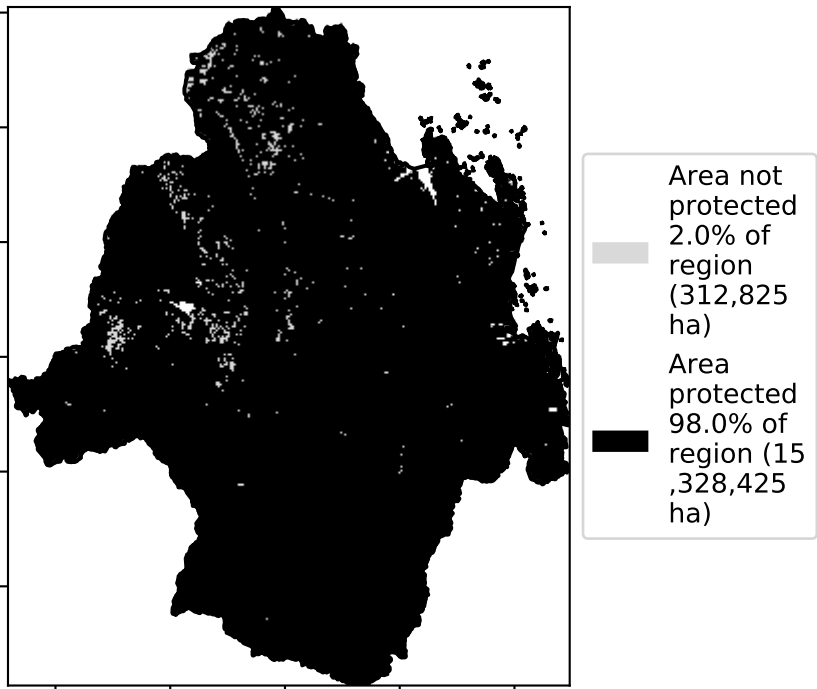 Area not
protected
2.0% of
region
(312,825
ha)
Area
protected
98.0% of
region (15
,328,425
ha)